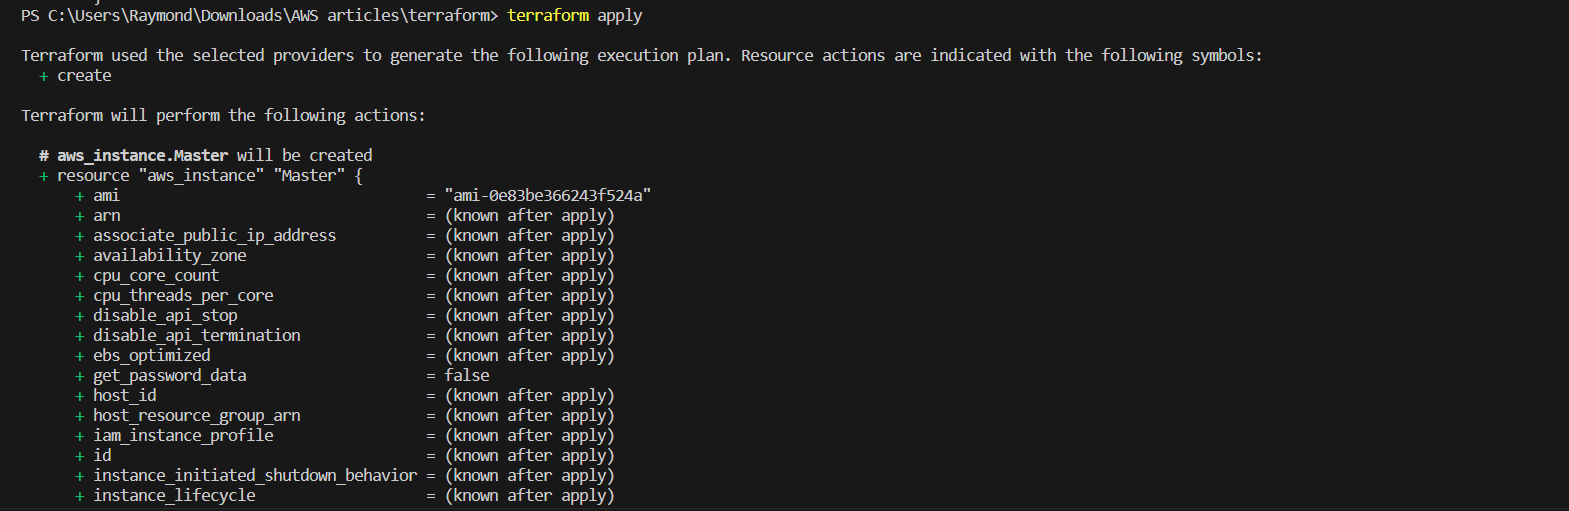 PS C:\Users\Raymond\Downloads\AWS articles\terraform> terraform apply
Terraform used the selected providers to generate the following execution plan. Resource actions are indicated with the following symbols:
+ create
Terraform will perform the following actions:
# aws_instance.Master will be created
+ resource "aws_instance" "Master" {
+ ami = "ami-0e83be366243f524a"
+ arn = (known after apply)
+ associate_public_ip_address = (known after apply)
+ availability_zone = (known after apply)
+ cpu_core_count = (known after apply)
+ cpu_threads_per_core = (known after apply)
+ disable_api_stop = (known after apply)
+ disable_api_termination = (known after apply)
+ ebs_optimized = (known after apply)
+ get_password_data = false
+ host_id = (known after apply)
+ host_resource_group_arn = (known after apply)
+ iam_instance_profile = (known after apply)
+ id = (known after apply)
+ instance_initiated_shutdown_behavior = (known after apply)
+ instance_lifecycle = (known after apply)